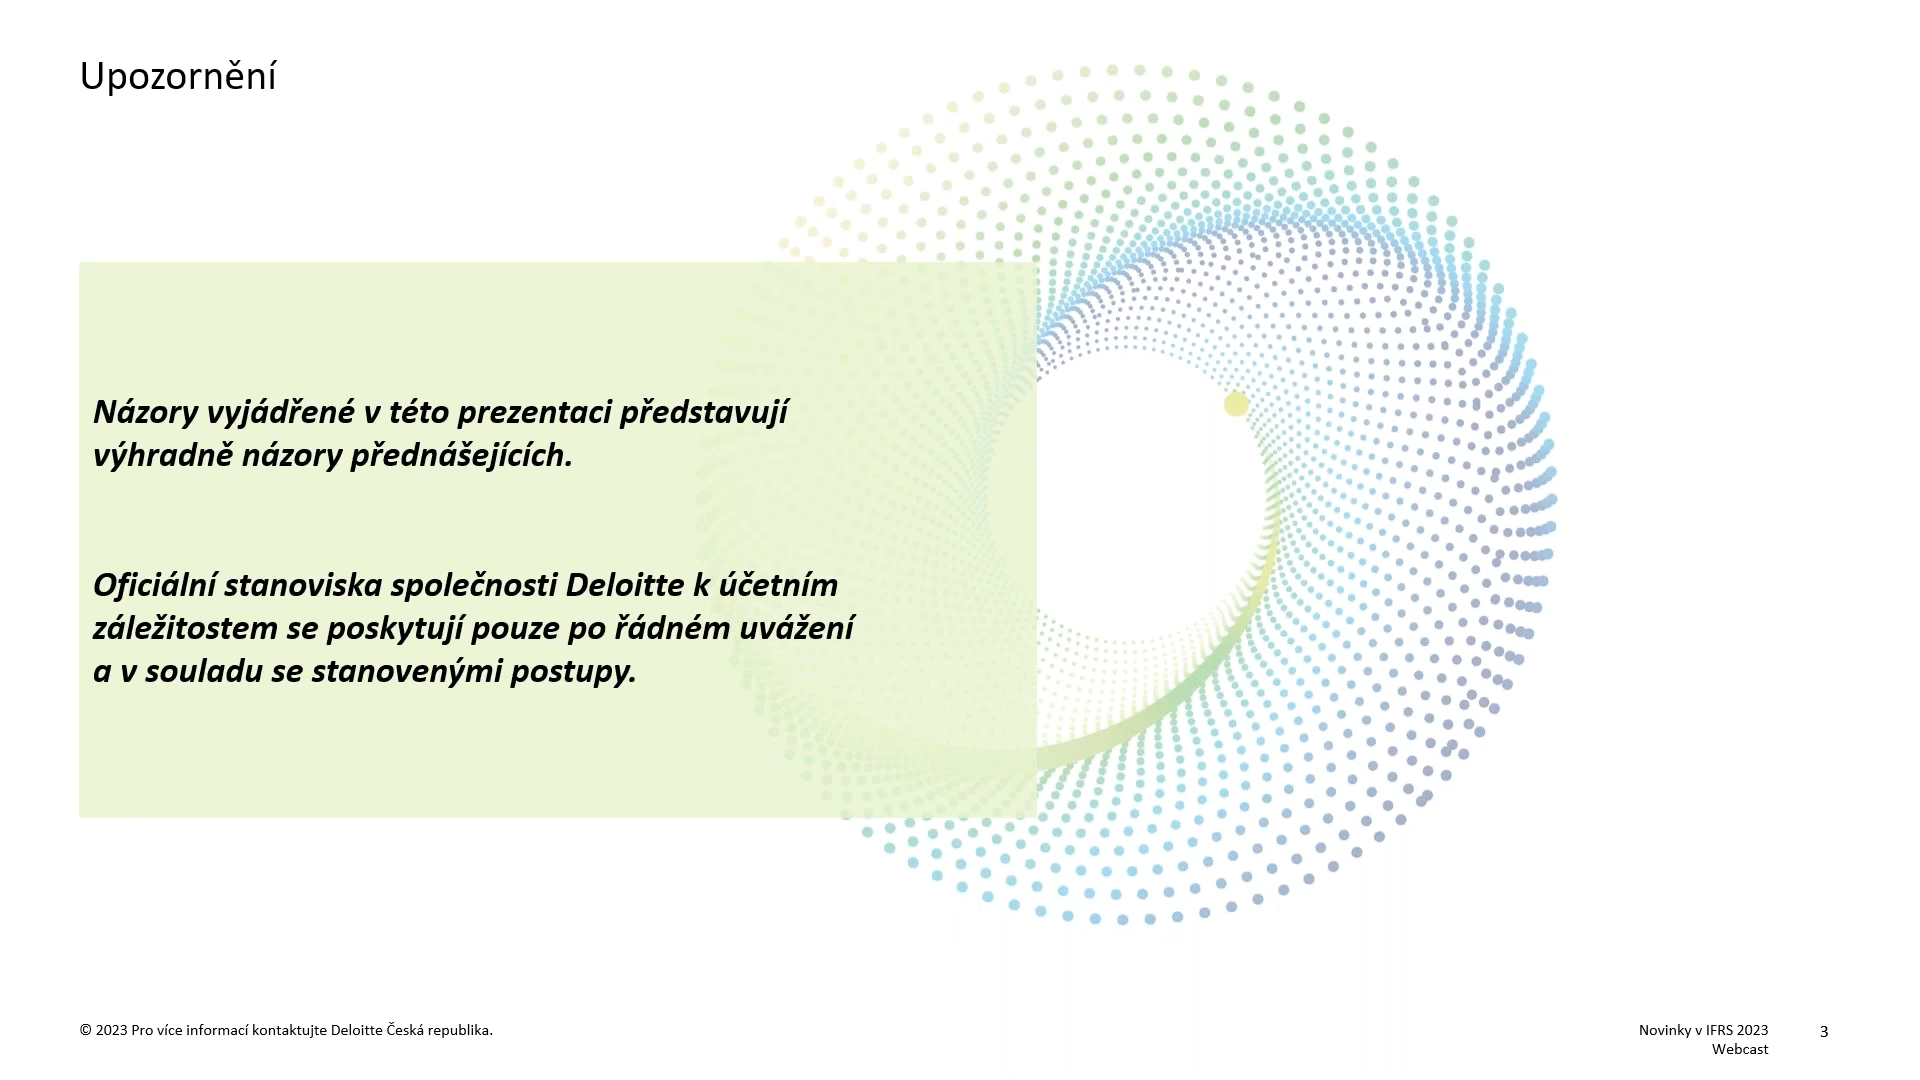 Upozornění
Názory vyjádřené v této prezentaci představují
výhradně názory přednášejících.
Oficiální stanoviska společnosti Deloitte k účetním
záležitostem se poskytují pouze po řádném uvážení
a v souladu se stanovenými postupy.
© 2023 Pro více informací kontaktujte Deloitte Česká republika.
Novinky v IFRS 2023
Webcast
3